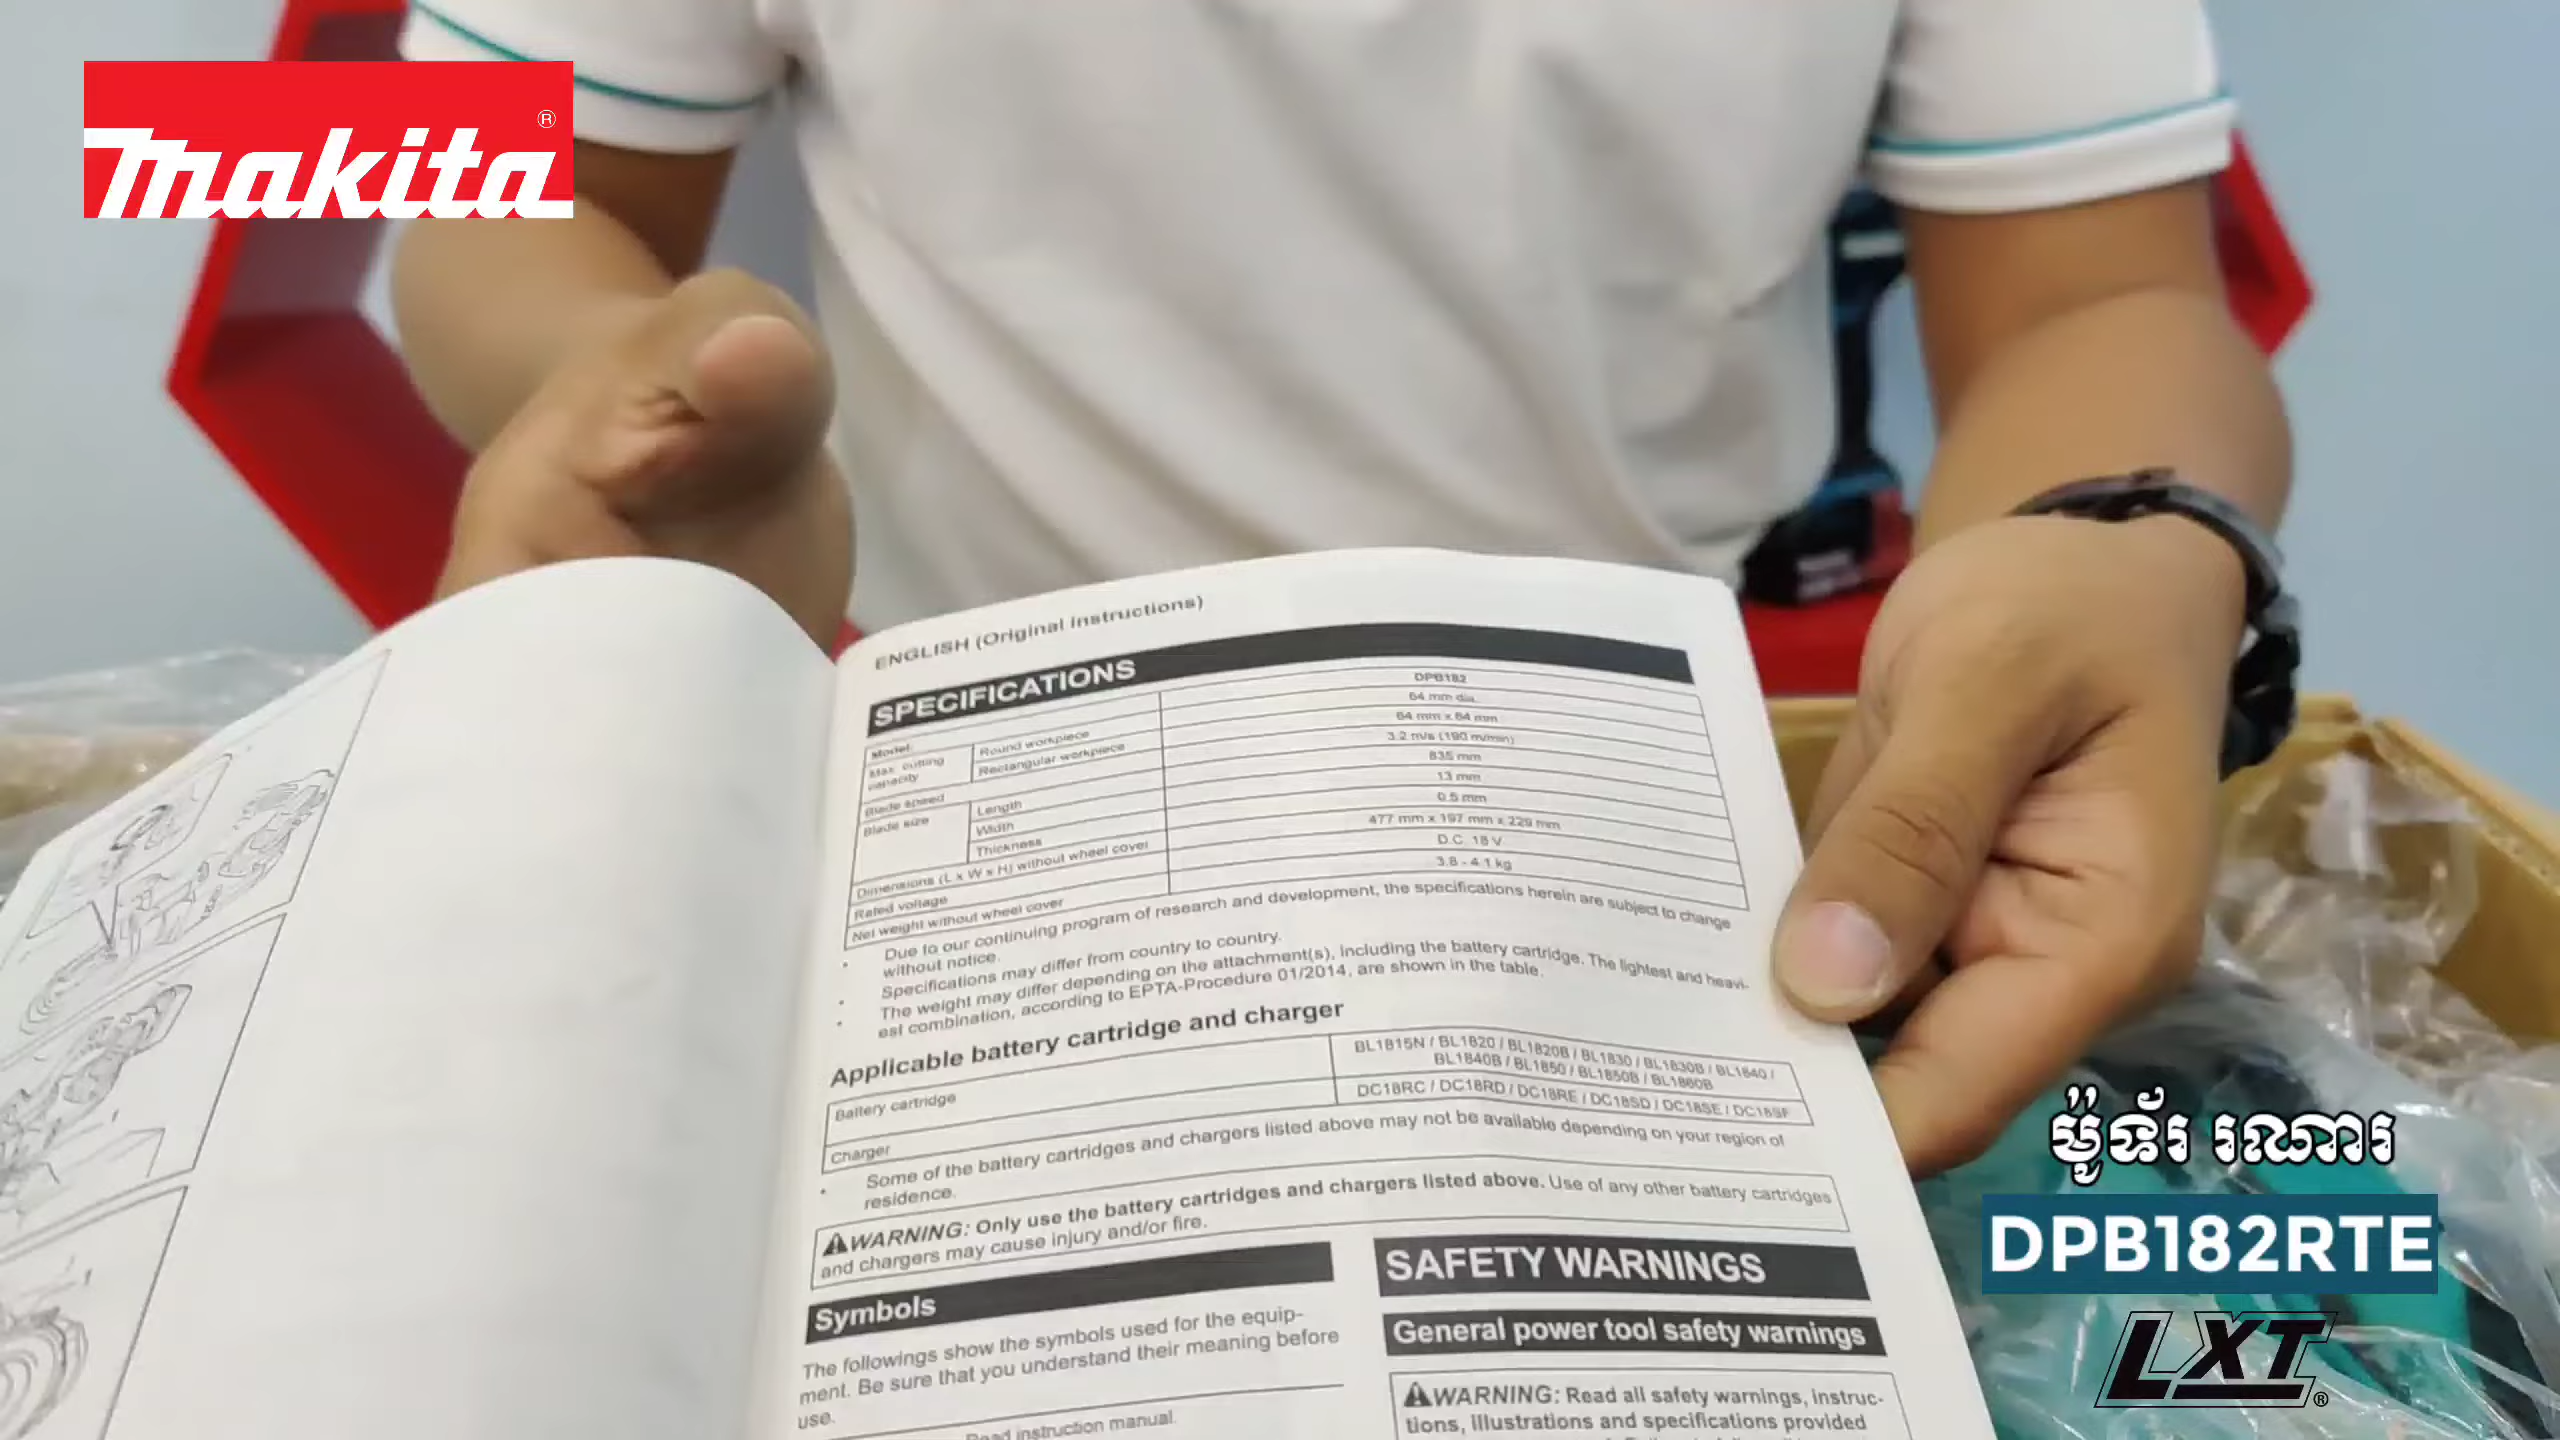 makita®
ENGLISH (Original instructions)
SPECIFICATIONS
Model: DPB182
Max. cutting capacity Round workpiece 64 mm dia.
Rectangular workpiece 64 mm x 64 mm
Blade speed 3.2 m/s (190 m/min)
Blade size Length 835 mm
Width 13 mm
Thickness 0.5 mm
Dimensions (L x W x H) without wheel cover 477 mm x 197 mm x 229 mm
Rated voltage D.C. 18 V
Net weight without wheel cover 3.8 - 4.1 kg
• Due to our continuing program of research and development, the specifications herein are subject to change
without notice.
• Specifications may differ from country to country.
• The weight may differ depending on the attachment(s), including the battery cartridge. The lightest and heavi-
est combination, according to EPTA-Procedure 01/2014, are shown in the table.
Applicable battery cartridge and charger
Battery cartridge BL1815N / BL1820 / BL1820B / BL1830 / BL1830B / BL1840 /
BL1840B / BL1850 / BL1850B / BL1860B
Charger DC18RC / DC18RD / DC18RE / DC18SD / DC18SE / DC18SF
• Some of the battery cartridges and chargers listed above may not be available depending on your region of
residence.
WARNING: Only use the battery cartridges and chargers listed above. Use of any other battery cartridges
and chargers may cause injury and/or fire.
Symbols
The followings show the symbols used for the equip-
ment. Be sure that you understand their meaning before
use.
Read instruction manual.
SAFETY WARNINGS
General power tool safety warnings
WARNING: Read all safety warnings, instruc-
tions, illustrations and specifications provided
ម៉ូទ័រ រណារ
DPB182RTE
LXT®